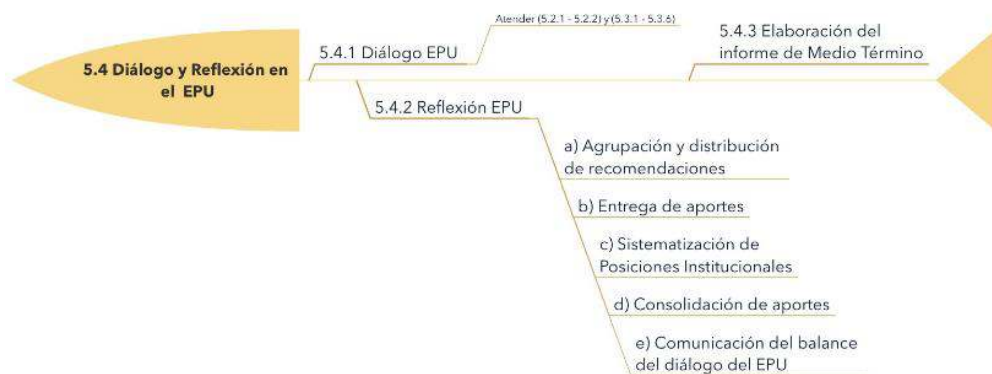 5.4 Diálogo y Reflexión en
el EPU
5.4.1 Diálogo EPU
Atender (5.2.1 - 5.2.2) y (5.3.1 - 5.3.6)
5.4.3 Elaboración del
informe de Medio Término
5.4.2 Reflexión EPU
a) Agrupación y distribución
de recomendaciones
b) Entrega de aportes
c) Sistematización de
Posiciones Institucionales
d) Consolidación de aportes
e) Comunicación del balance
del diálogo del EPU